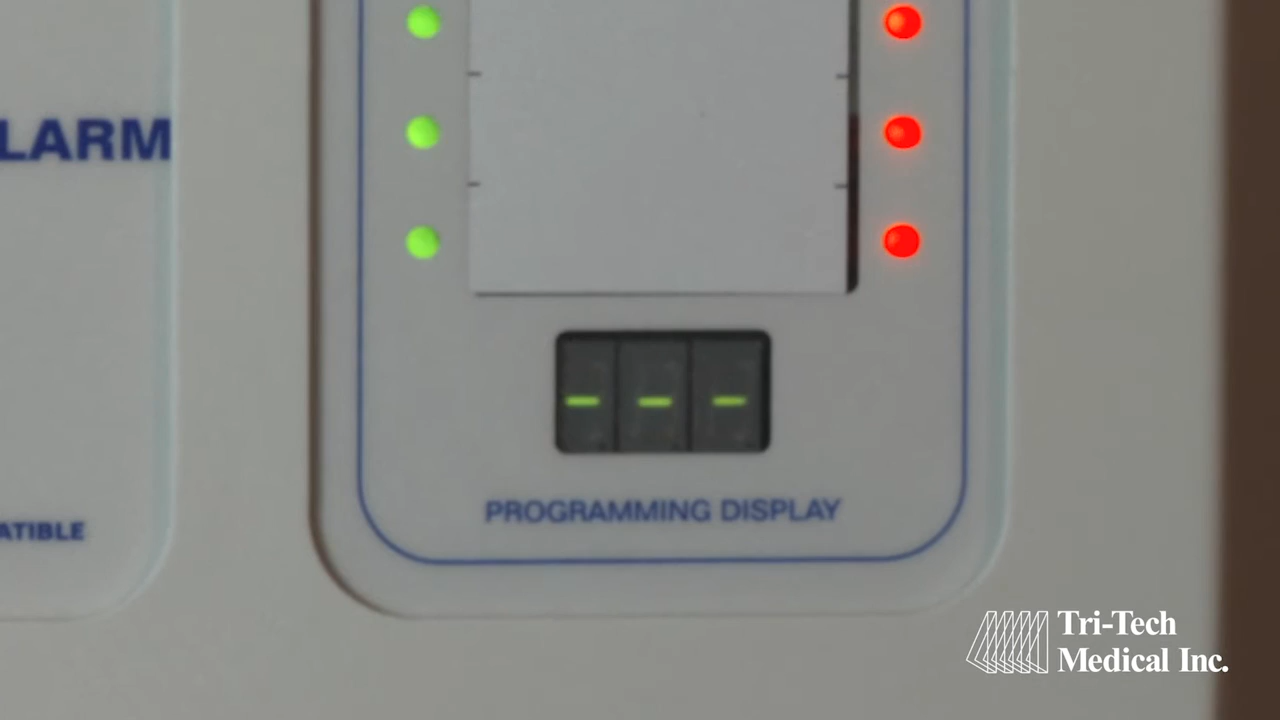 LARM
- - -
PROGRAMMING DISPLAY
ATIBLE
Tri-Tech
Medical Inc.